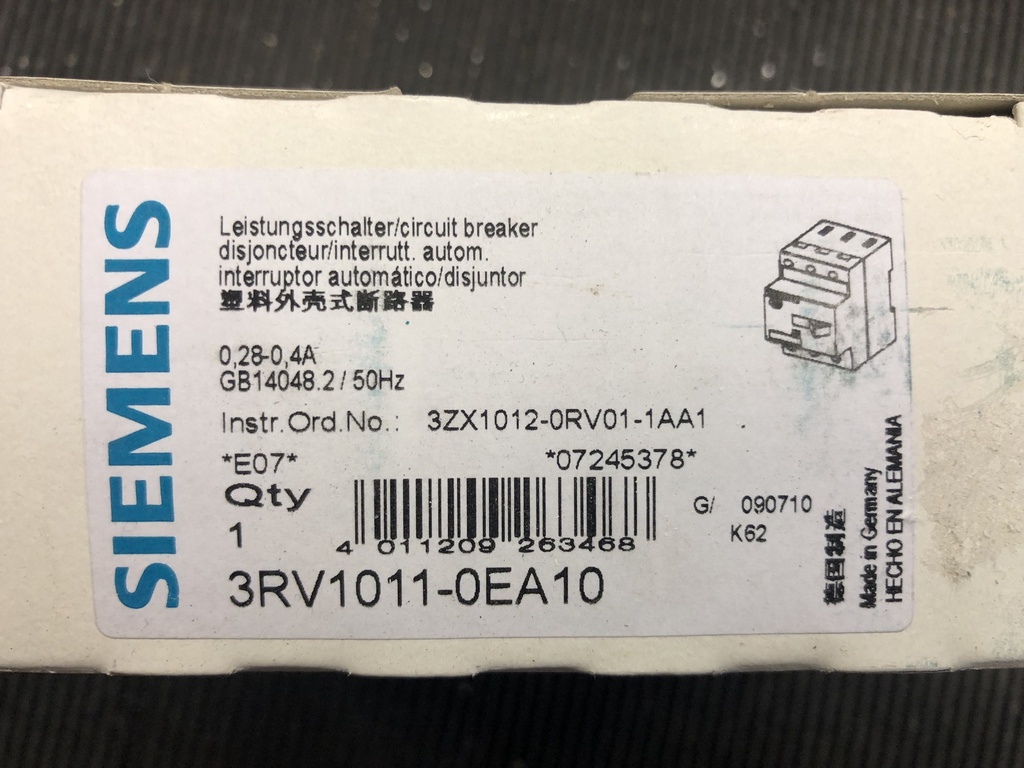 SIEMENS
Leistungsschalter/circuit breaker
disjoncteur/interrutt. autom.
interruptor automático/disjuntor
塑料外壳式断路器
0,28-0,4A
GB14048.2 / 50Hz
Instr.Ord.No.: 3ZX1012-0RV01-1AA1
*E07* *07245378*
Qty
1
4 011209 263468
G/ 090710
K62
3RV1011-0EA10
德国制造
Made in Germany
HECHO EN ALEMANIA